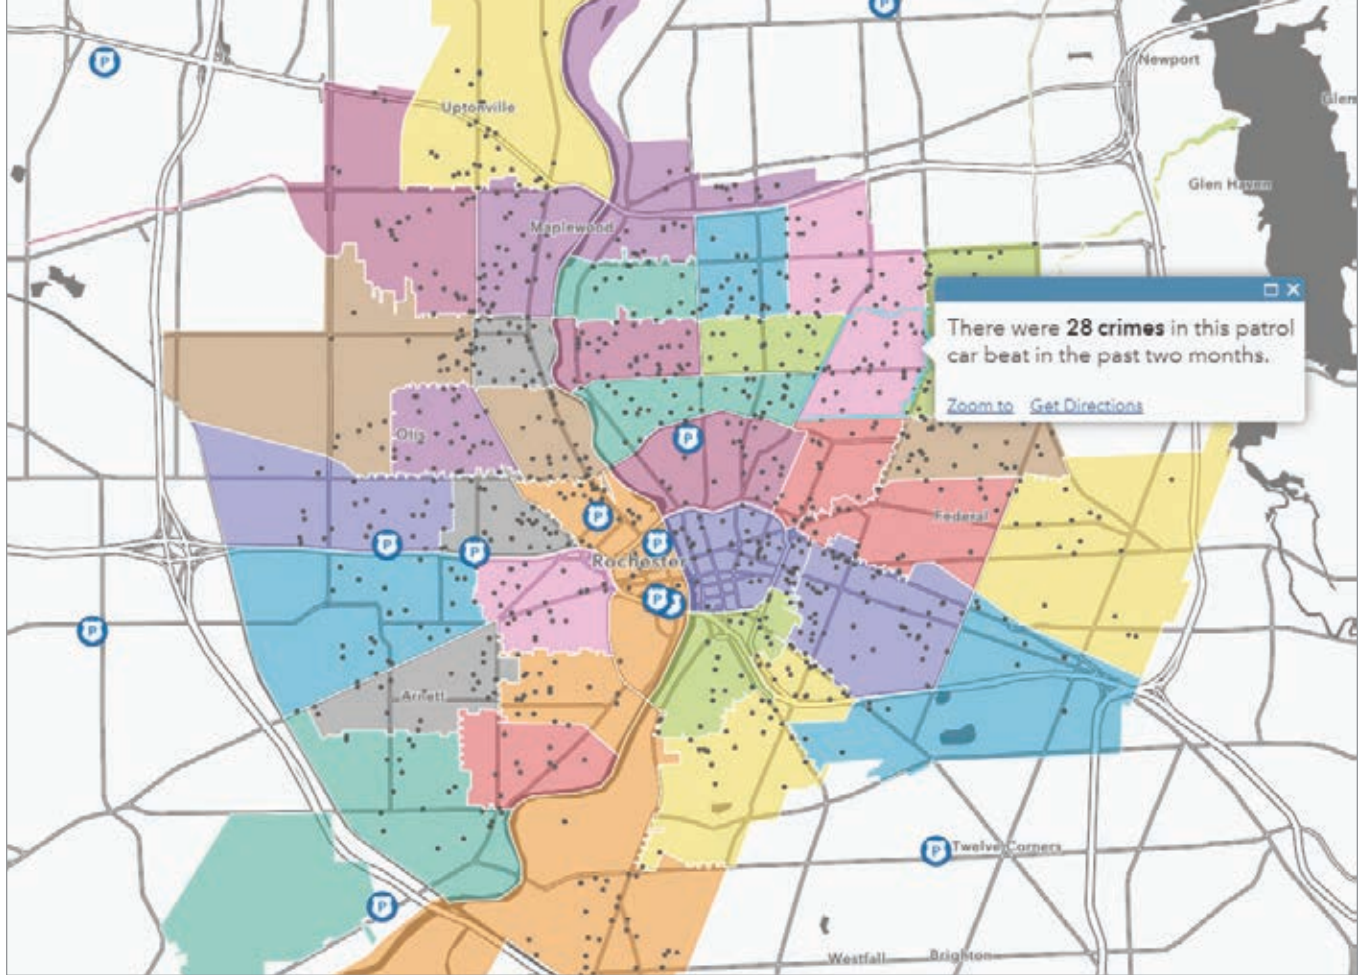 P
P
Newport
Glen
Uptonville
Glen Haven
Maplewood
There were 28 crimes in this patrol
car beat in the past two months.
Zoom to Get Directions
Otis
P
P
Federal
P
P
P
Rochester
P
P
Arnett
P
Twelve Corners
P
Westfall
Brighton